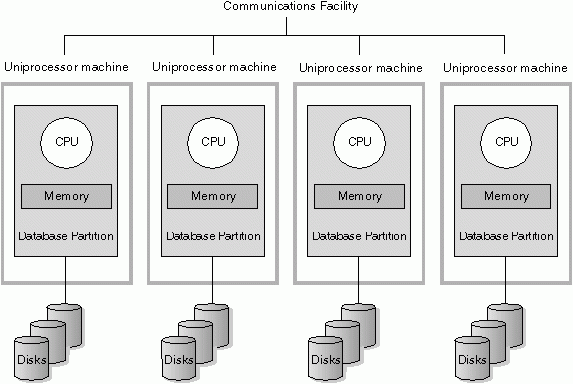 Communications Facility
Uniprocessor machine Uniprocessor machine Uniprocessor machine Uniprocessor machine
CPU CPU CPU CPU
Memory Memory Memory Memory
Database Partition Database Partition Database Partition Database Partition
Disks Disks Disks Disks